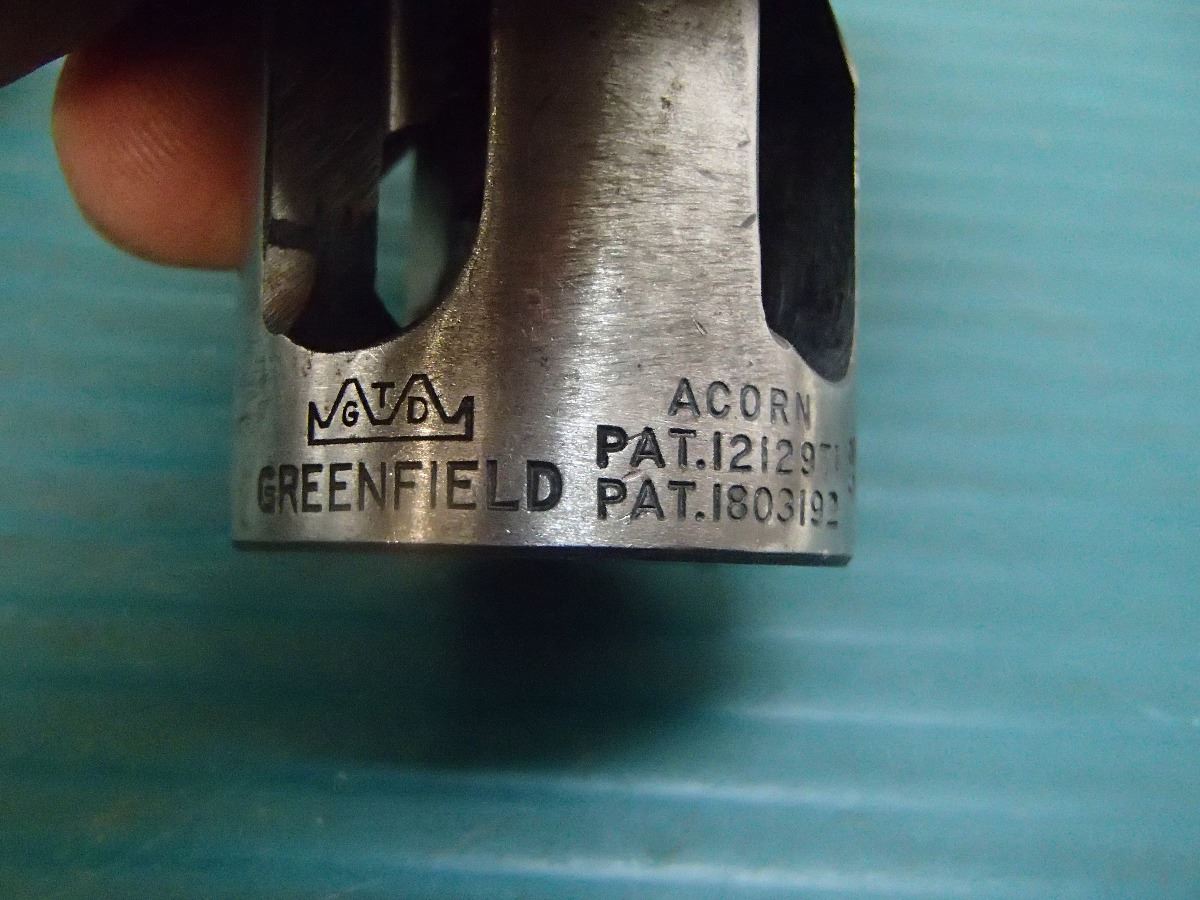 GTD
GREENFIELD
ACORN
PAT.1212971
PAT.1803192